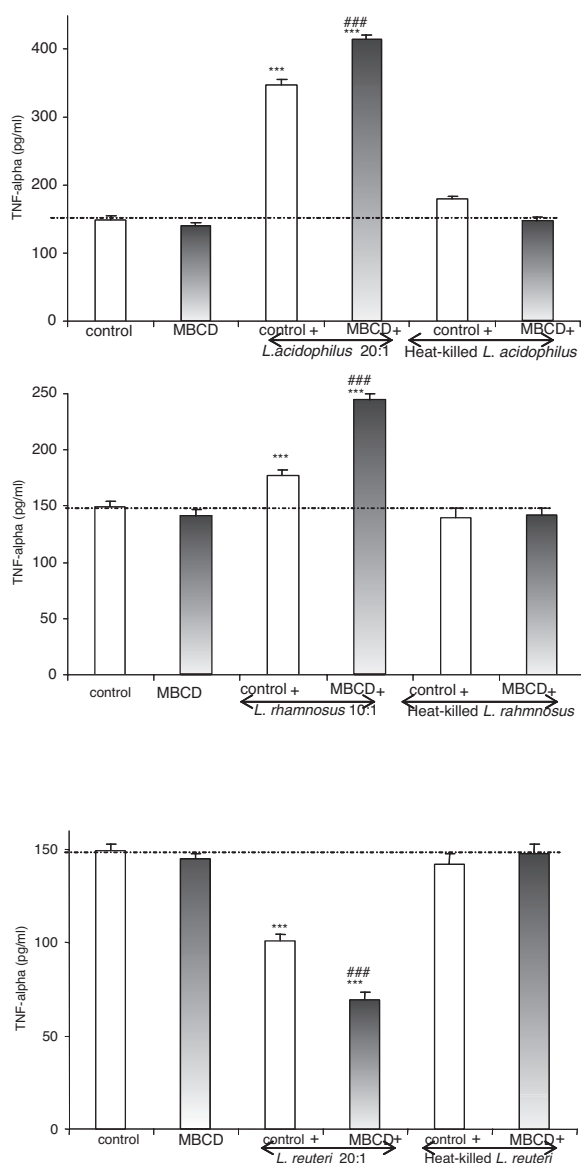 500
###
***
400
***
300
TNF-alpha (pg/ml)
200
100
0
control MBCD control + MBCD+ control + MBCD+
L.acidophilus 20:1 Heat-killed L. acidophilus
250
###
***
***
200
TNF-alpha (pg/ml)
150
100
50
0
control MBCD control + MBCD+ control + MBCD+
L. rhamnosus 10:1 Heat-killed L. rahmnosus
150
***
100
###
***
TNF-alpha (pg/ml)
50
0
control MBCD control + MBCD+ control + MBCD+
L. reuteri 20:1 Heat-killed L. reuteri